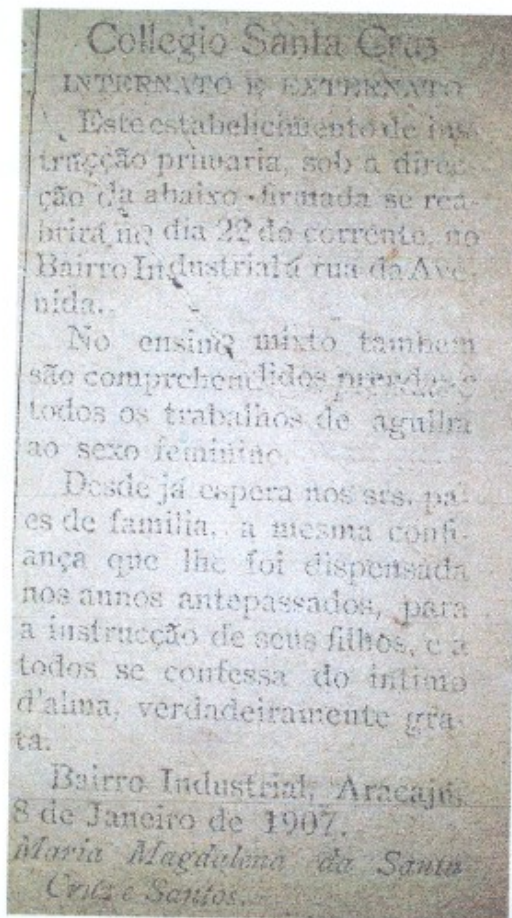 Collegio Santa Cruz
INTERNATO E EXTERNATO
Este estabelicimento de ins-
trucção primaria, sob a direc-
ção da abaixo firmada se rea-
brirá no dia 22 do corrente, no
Bairro Industrial á rua da Ave-
nida.
No ensino mixto tambem
são comprehendidos prendas e
todos os trabalhos de agulha
ao sexo feminino.
Desde já espera nos srs. pa-
es de familia, a mesma confi-
ança que lhe foi dispensada
nos annos antepassados, para
a instrucção de seus filhos, e a
todos se confessa do intimo
d'alma, verdadeiramente gra-
ta.
Bairro Industrial, Aracajú,
8 de Janeiro de 1907.
Maria Magdalena da Santa
Cruz e Santos.